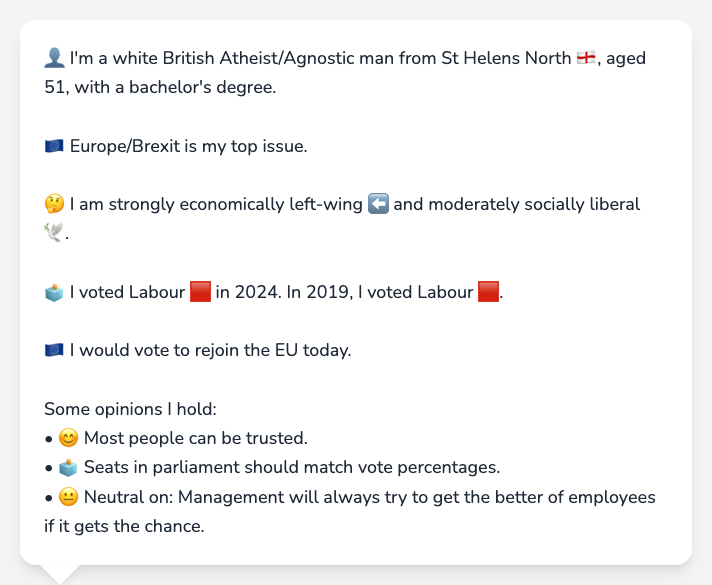 👤 I'm a white British Atheist/Agnostic man from St Helens North 🏴󠁧󠁢󠁥󠁮󠁧󠁿, aged
51, with a bachelor's degree.
🇪🇺 Europe/Brexit is my top issue.
🤔 I am strongly economically left-wing ⬅️ and moderately socially liberal
🕊️.
🗳️ I voted Labour 🟥 in 2024. In 2019, I voted Labour 🟥.
🇪🇺 I would vote to rejoin the EU today.
Some opinions I hold:
• 😊 Most people can be trusted.
• 🗳️ Seats in parliament should match vote percentages.
• 😐 Neutral on: Management will always try to get the better of employees
if it gets the chance.